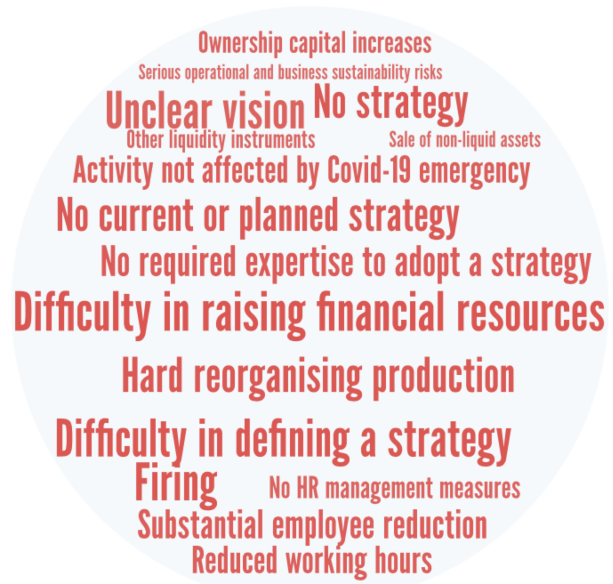 Ownership capital increases
Serious operational and business sustainability risks
Unclear vision No strategy
Other liquidity instruments Sale of non-liquid assets
Activity not affected by Covid-19 emergency
No current or planned strategy
No required expertise to adopt a strategy
Difficulty in raising financial resources
Hard reorganising production
Difficulty in defining a strategy
Firing No HR management measures
Substantial employee reduction
Reduced working hours